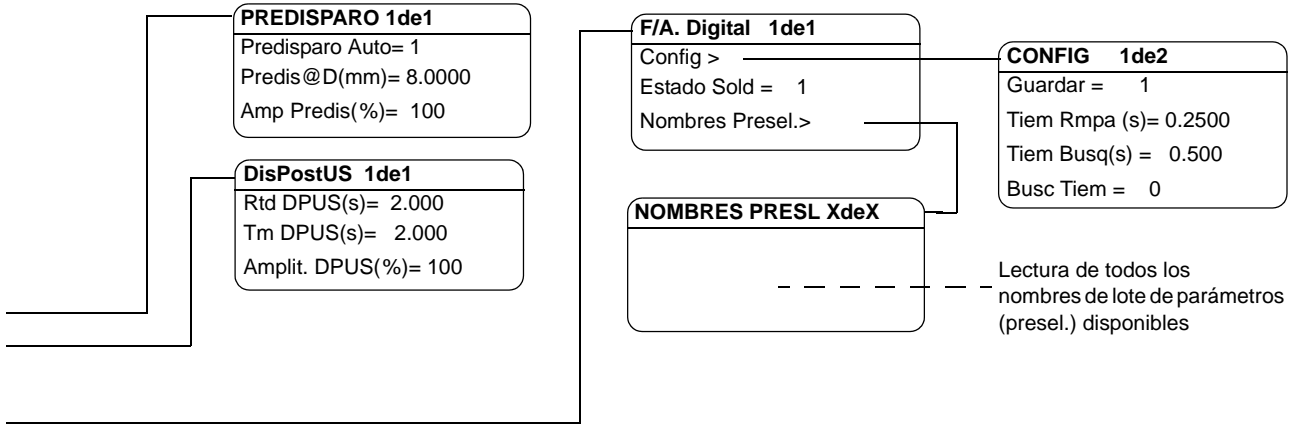 PREDISPARO 1de1
Predisparo Auto= 1
Predis@D(mm)= 8.0000
Amp Predis(%)= 100
DisPostUS 1de1
Rtd DPUS(s)= 2.000
Tm DPUS(s)= 2.000
Amplit. DPUS(%)= 100
F/A. Digital 1de1
Config >
Estado Sold = 1
Nombres Presel.>
NOMBRES PRESL XdeX
CONFIG 1de2
Guardar = 1
Tiem Rmpa (s)= 0.2500
Tiem Busq(s) = 0.500
Busc Tiem = 0
Lectura de todos los
nombres de lote de parámetros
(presel.) disponibles